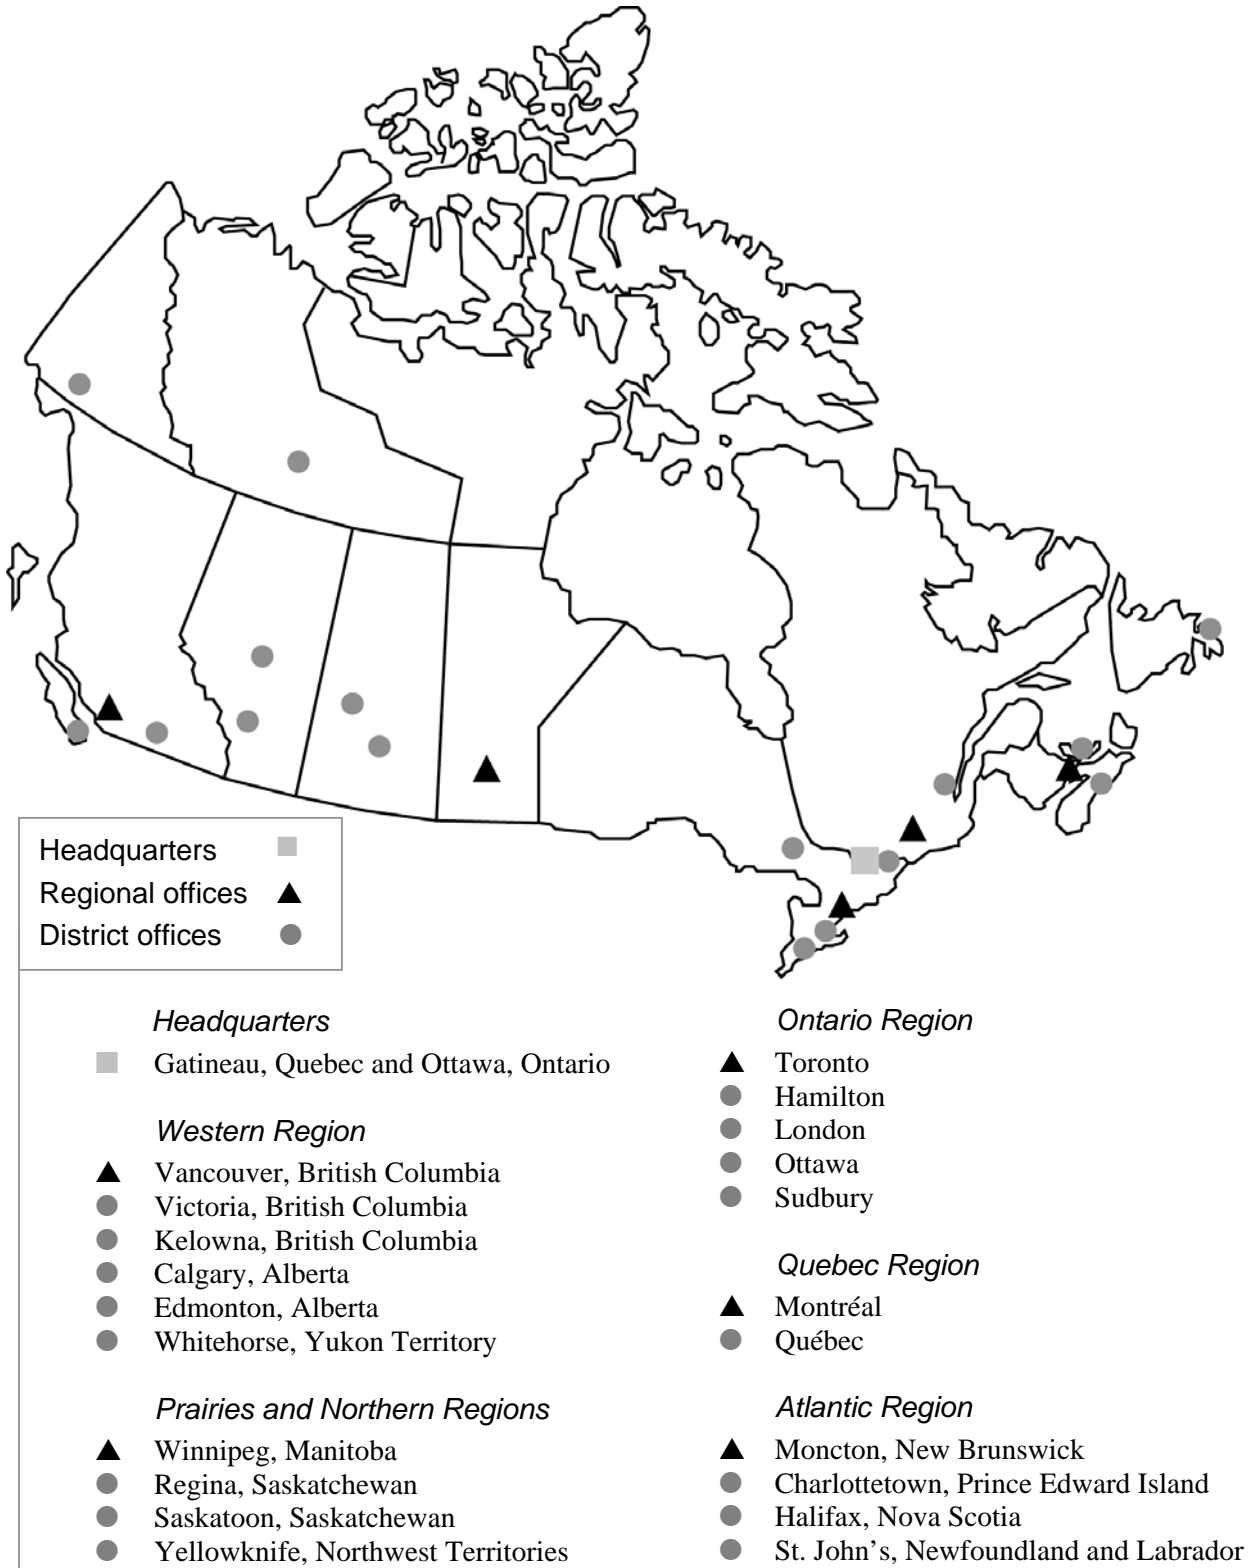 Headquarters
Regional offices
District offices
Headquarters
Gatineau, Quebec and Ottawa, Ontario
Western Region
Vancouver, British Columbia
Victoria, British Columbia
Kelowna, British Columbia
Calgary, Alberta
Edmonton, Alberta
Whitehorse, Yukon Territory
Prairies and Northern Regions
Winnipeg, Manitoba
Regina, Saskatchewan
Saskatoon, Saskatchewan
Yellowknife, Northwest Territories
Ontario Region
Toronto
Hamilton
London
Ottawa
Sudbury
Quebec Region
Montréal
Québec
Atlantic Region
Moncton, New Brunswick
Charlottetown, Prince Edward Island
Halifax, Nova Scotia
St. John's, Newfoundland and Labrador